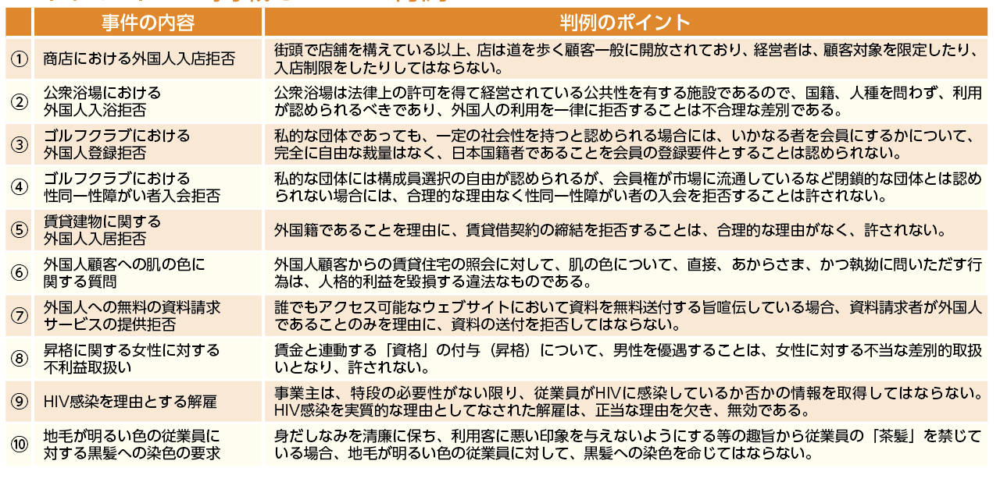 事件の内容
判例のポイント
①
商店における外国人入店拒否
街頭で店舗を構えている以上、店は道を歩く顧客一般に開放されており、経営者は、顧客対象を限定したり、
入店制限をしたりしてはならない。
②
公衆浴場における
外国人入浴拒否
公衆浴場は法律上の許可を得て経営されている公共性を有する施設であるので、国籍、人種を問わず、利用
が認められるべきであり、外国人の利用を一律に拒否することは不合理な差別である。
③
ゴルフクラブにおける
外国人登録拒否
私的な団体であっても、一定の社会性を持つと認められる場合には、いかなる者を会員にするかについて、
完全に自由な裁量はなく、日本国籍者であることを会員の登録要件とすることは認められない。
④
ゴルフクラブにおける
性同一性障がい者入会拒否
私的な団体には構成員選択の自由が認められるが、会員権が市場に流通しているなど閉鎖的な団体とは認め
られない場合には、合理的な理由なく性同一性障がい者の入会を拒否することは許されない。
⑤
賃貸建物に関する
外国人入居拒否
外国籍であることを理由に、賃貸借契約の締結を拒否することは、合理的な理由がなく、許されない。
⑥
外国人顧客への肌の色に
関する質問
外国人顧客からの賃貸住宅の照会に対して、肌の色について、直接、あからさま、かつ執拗に問いただす行
為は、人格的利益を毀損する違法なものである。
⑦
外国人への無料の資料請求
サービスの提供拒否
誰でもアクセス可能なウェブサイトにおいて資料を無料送付する旨喧伝している場合、資料請求者が外国人
であることのみを理由に、資料の送付を拒否してはならない。
⑧
昇格に関する女性に対する
不利益取扱い
賃金と連動する「資格」の付与（昇格）について、男性を優遇することは、女性に対する不当な差別的取扱
いとなり、許されない。
⑨
HIV感染を理由とする解雇
事業主は、特段の必要性がない限り、従業員がHIVに感染しているか否かの情報を取得してはならない。
HIV感染を実質的な理由としてなされた解雇は、正当な理由を欠き、無効である。
⑩
地毛が明るい色の従業員に
対する黒髪への染色の要求
身だしなみを清廉に保ち、利用客に悪い印象を与えないようにする等の趣旨から従業員の「茶髪」を禁じて
いる場合、地毛が明るい色の従業員に対して、黒髪への染色を命じてはならない。